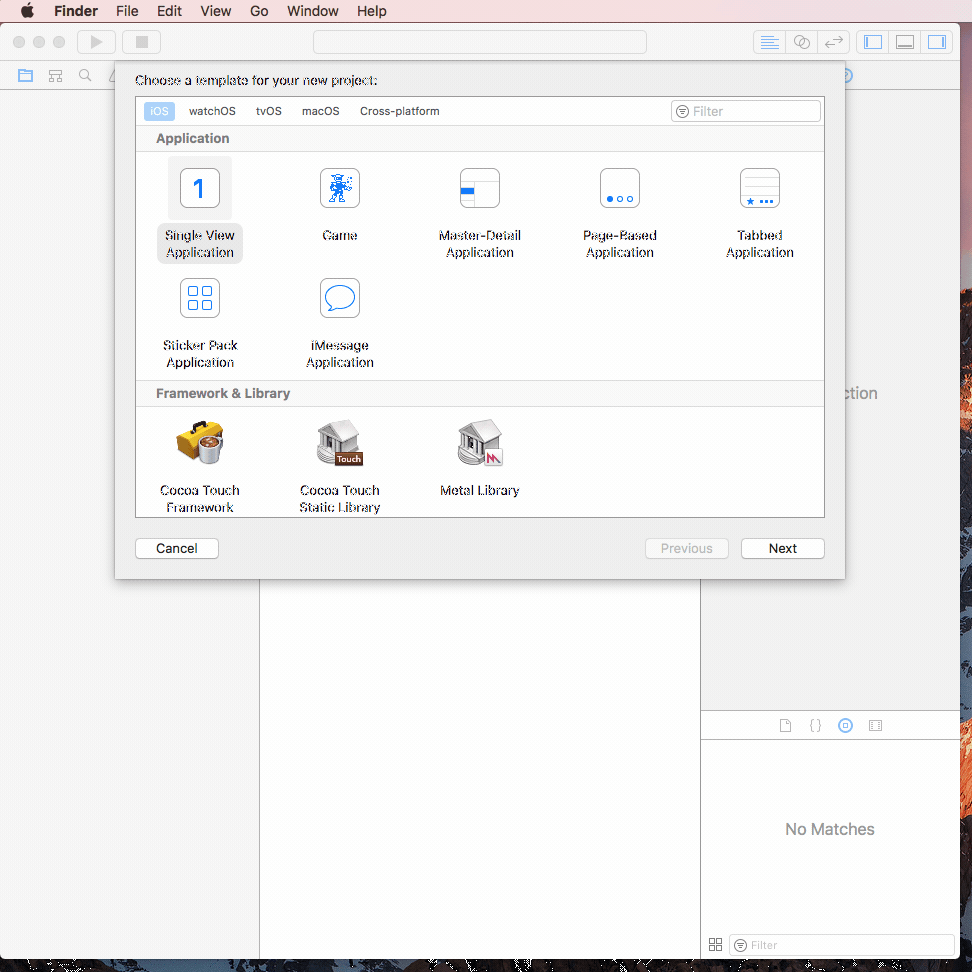 Finder File Edit View Go Window Help
Choose a template for your new project:
iOS watchOS tvOS macOS Cross-platform
Filter
Application
1
Single View
Application
Game
Master-Detail
Application
Page-Based
Application
Tabbed
Application
Sticker Pack
Application
iMessage
Application
ction
Framework & Library
Touch
Cocoa Touch
Framework
Cocoa Touch
Static Library
Metal Library
Cancel
Previous
Next
{}
No Matches
Filter